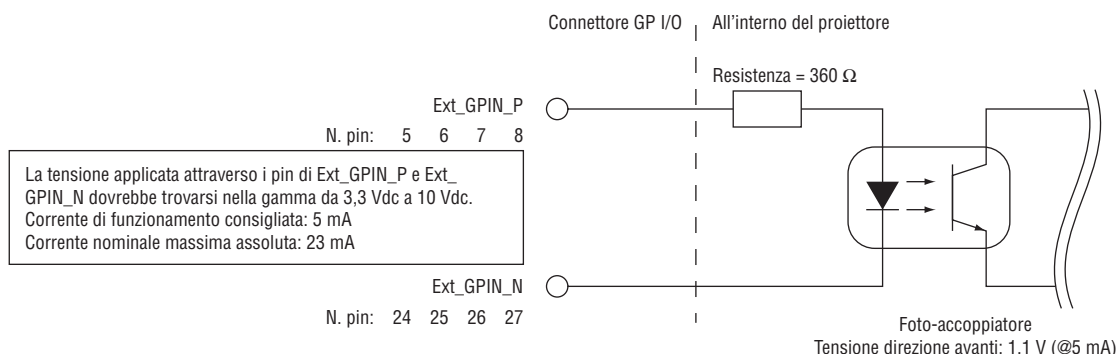 Connettore GP I/O
All'interno del proiettore
Resistenza = 360 Ω
Ext_GPIN_P
N. pin: 5 6 7 8
La tensione applicata attraverso i pin di Ext_GPIN_P e Ext_
GPIN_N dovrebbe trovarsi nella gamma da 3,3 Vdc a 10 Vdc.
Corrente di funzionamento consigliata: 5 mA
Corrente nominale massima assoluta: 23 mA
Ext_GPIN_N
N. pin: 24 25 26 27
Foto-accoppiatore
Tensione direzione avanti: 1,1 V (@5 mA)